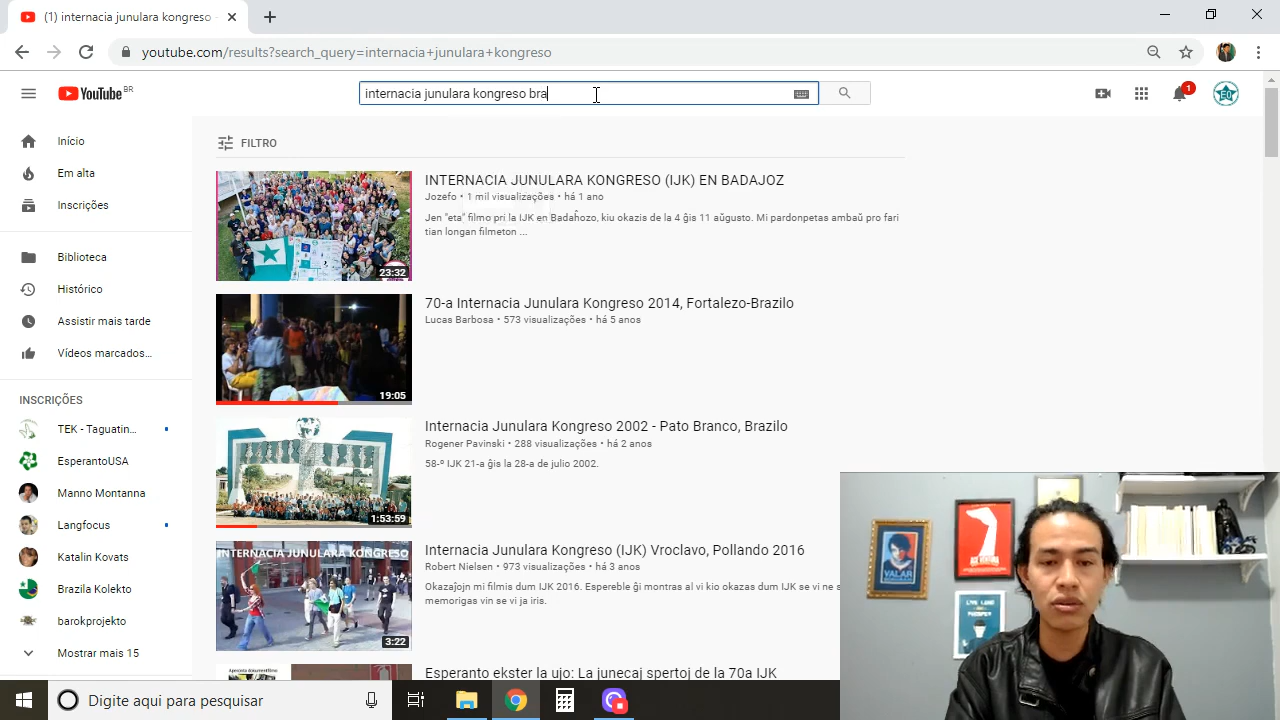 (1) internacia junulara kongreso
youtube.com/results?search_query=internacia+junulara+kongreso
YouTube BR
internacia junulara kongreso bra
1
Início
Em alta
Inscrições
Biblioteca
Histórico
Assistir mais tarde
Vídeos marcados...
INSCRIÇÕES
TEK - Taguatin...
EsperantoUSA
Manno Montanna
Langfocus
Katalin Kovats
Brazila Kolekto
barokprojekto
Mostrar mais 15
FILTRO
INTERNACIA JUNULARA KONGRESO (IJK) EN BADAJOZ
Jozefo • 1 mil visualizações • há 1 ano
Jen "eta" filmo pri la IJK en Badaĥozo, kiu okazis de la 4 ĝis 11 aŭgusto. Mi pardonpetas ambaŭ pro fari
tian longan filmeton ...
23:32
70-a Internacia Junulara Kongreso 2014, Fortalezo-Brazilo
Lucas Barbosa • 573 visualizações • há 5 anos
19:05
Internacia Junulara Kongreso 2002 - Pato Branco, Brazilo
Rogener Pavinski • 288 visualizações • há 2 anos
58-º IJK 21-a ĝis la 28-a de julio 2002.
1:53:59
Internacia Junulara Kongreso (IJK) Vroclavo, Pollando 2016
Robert Nielsen • 973 visualizações • há 3 anos
Okazaĵojn mi filmis dum IJK 2016. Espereble ĝi montras al vi kio okazas dum IJK se vi ne s
memorigas vin se vi ja iris.
INTERNACIA JUNULARA KONGRESO
3:22
Esperanto ekster la ujo: La junecaj spertoj de la 70a IJK
VALAR
Digite aqui para pesquisar